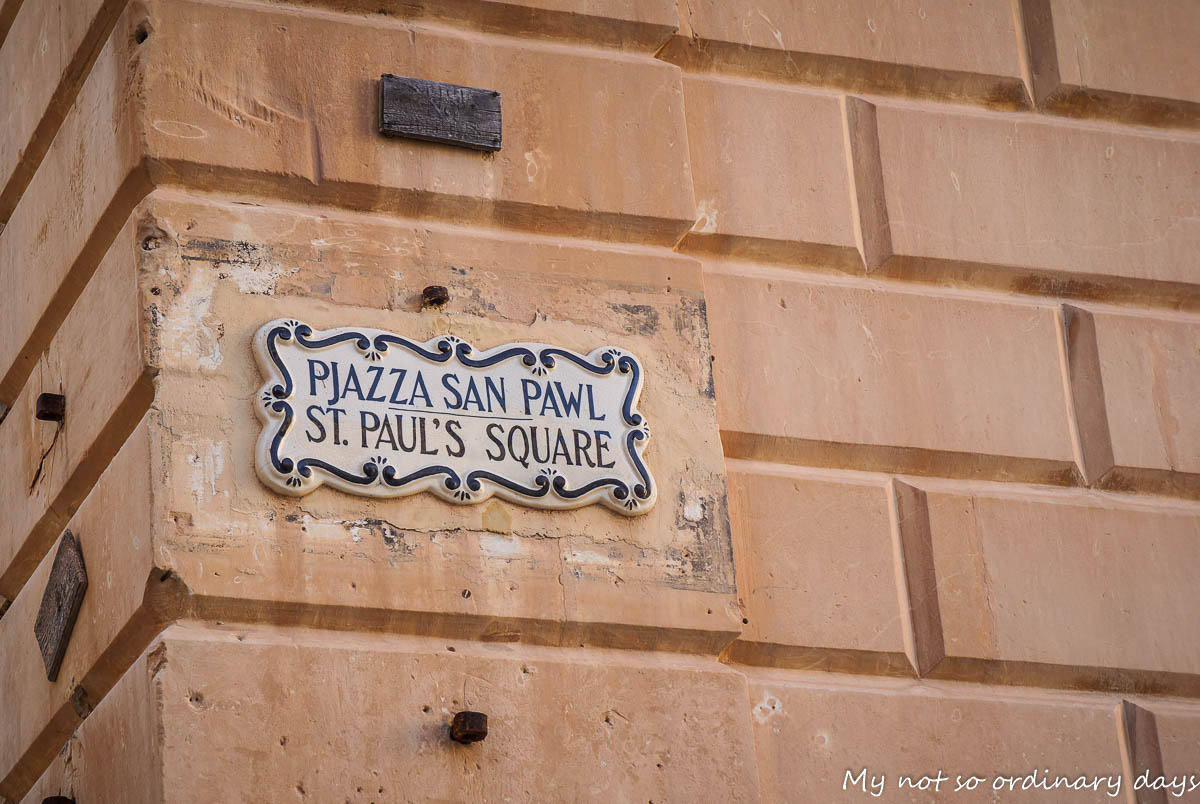 PJAZZA SAN PAWL
ST. PAUL'S SQUARE
My not so ordinary days